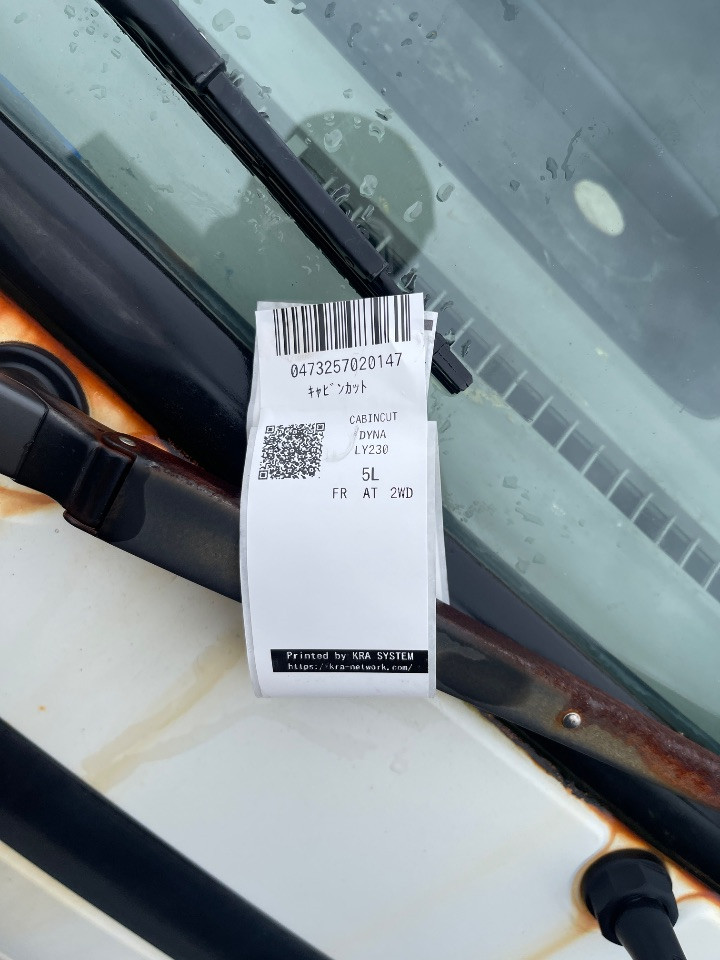 0473257020147
ｷｬﾋﾞﾝｶｯﾄ
CABINCUT
DYNA
LY230
5L
FR AT 2WD
Printed by KRA SYSTEM
https://kra-network.com/